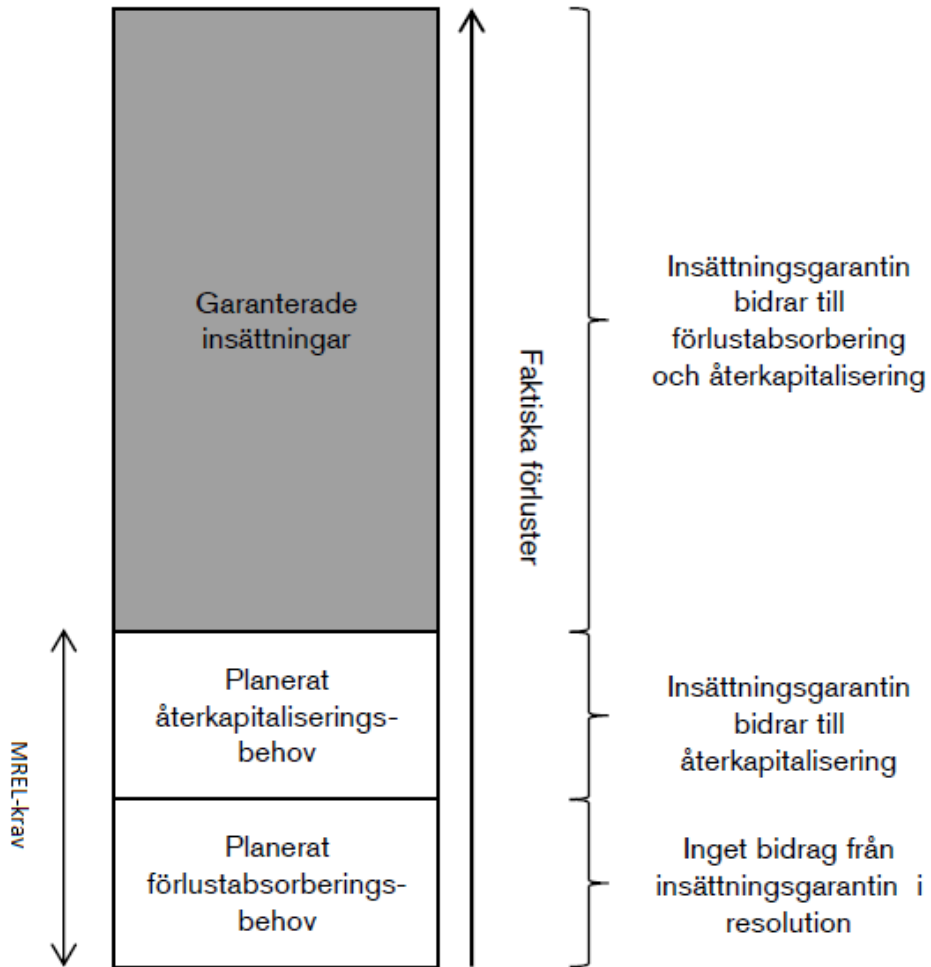 Garanterade
insättningar
Faktiska förluster
Insättningsgarantin
bidrar till
förlustabsorbering
och återkapitalisering
MREL-krav
Planerat
återkapitaliserings-
behov
Insättningsgarantin
bidrar till
återkapitalisering
Planerat
förlustabsorberings-
behov
Inget bidrag från
insättningsgarantin i
resolution